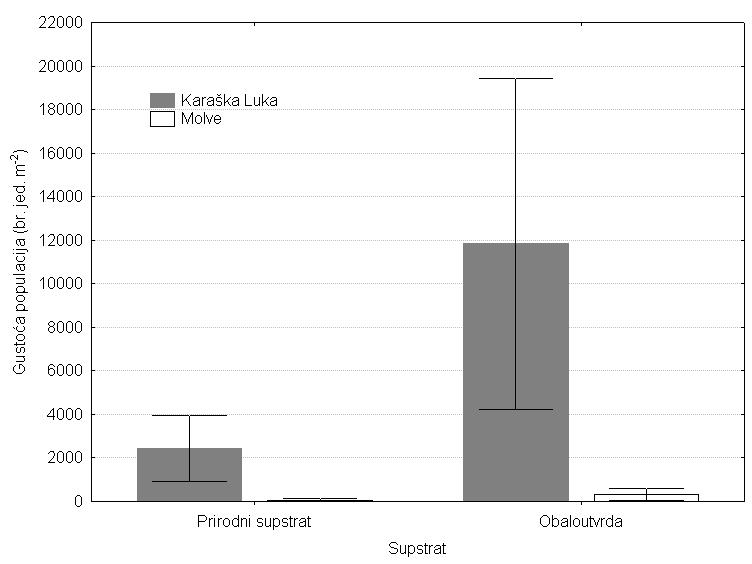 22000
20000
18000
16000
14000
12000
10000
8000
6000
4000
2000
0
Gustoća populacija (br. jed. m⁻²)
Karaška Luka
Molve
Prirodni supstrat
Obaloutvrda
Supstrat